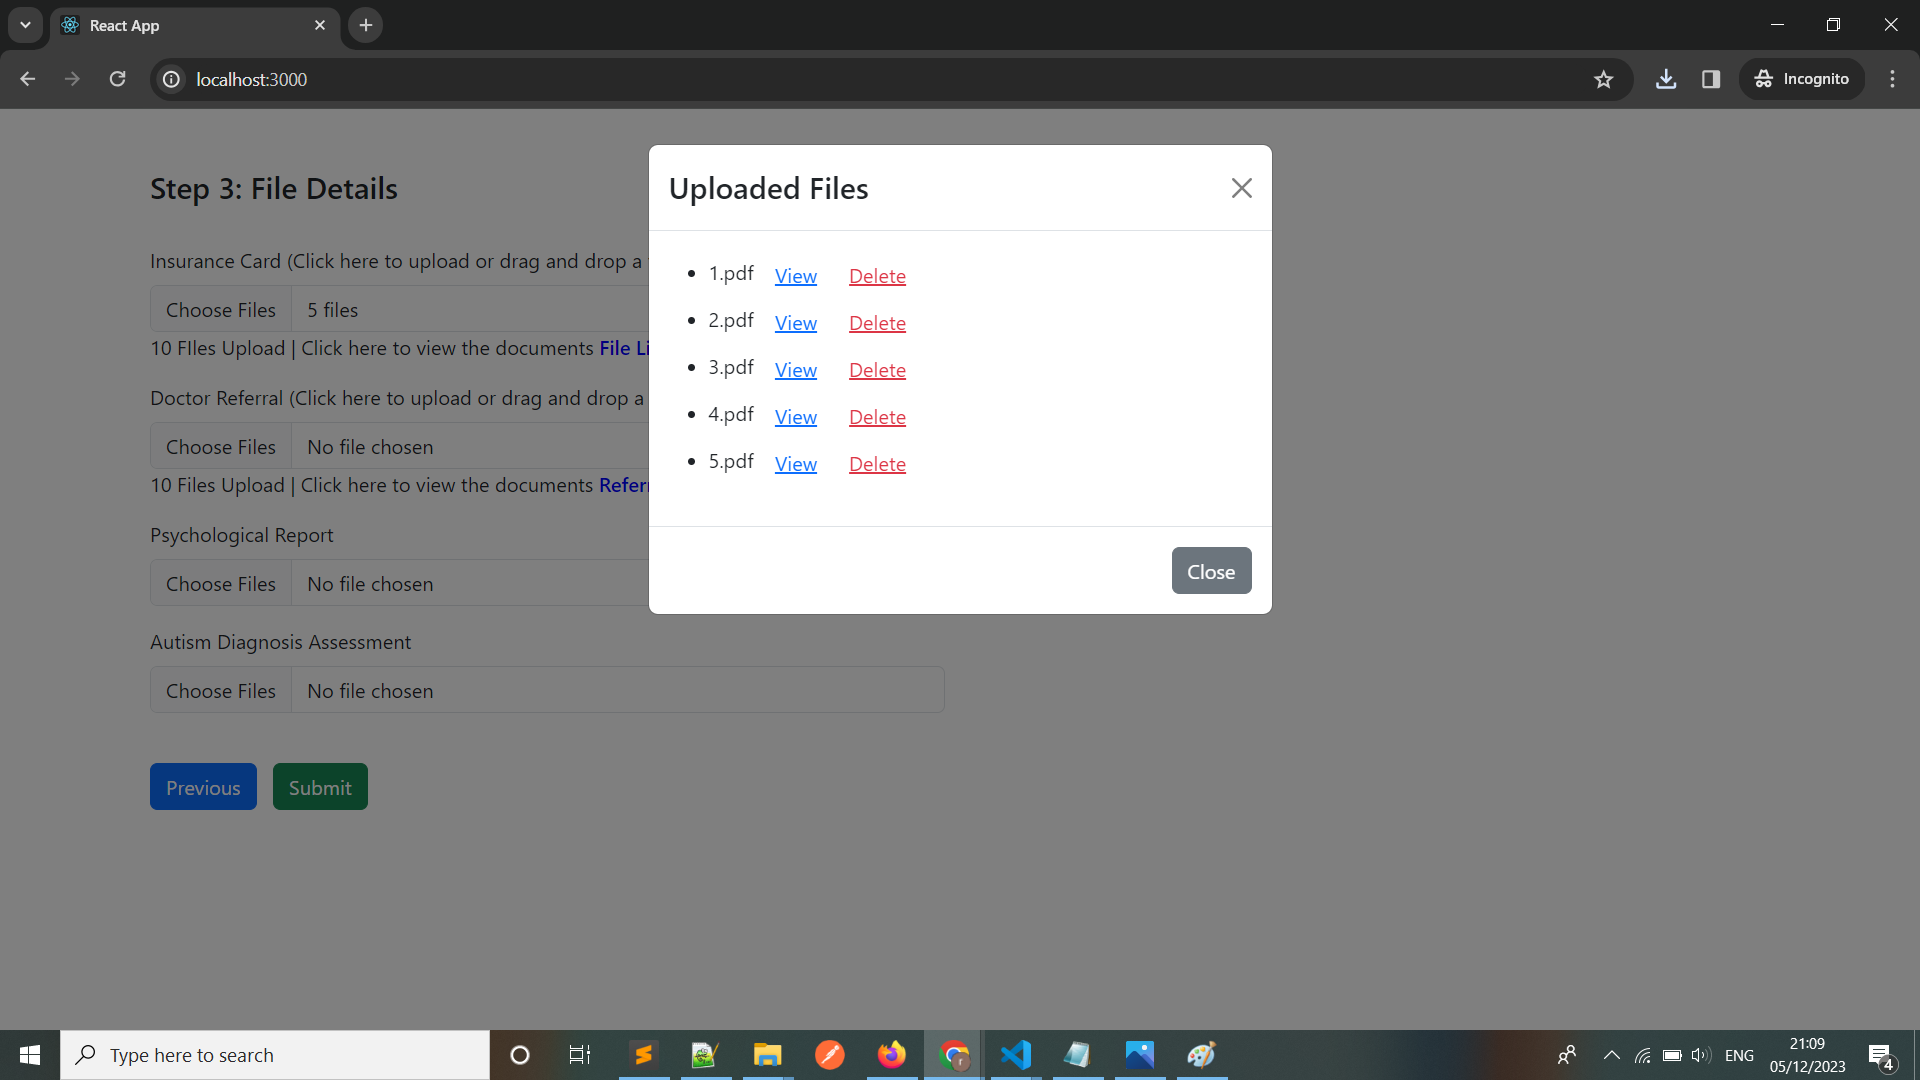 React App
localhost:3000
Incognito
Step 3: File Details
Insurance Card (Click here to upload or drag and drop a
Choose Files No file chosen
5 files
10 FIles Upload | Click here to view the documents File Li
Doctor Referral (Click here to upload or drag and drop a
Choose Files No file chosen
10 Files Upload | Click here to view the documents Refer
Psychological Report
Choose Files No file chosen
Autism Diagnosis Assessment
Choose Files No file chosen
Previous Submit
Uploaded Files
1.pdf View Delete
2.pdf View Delete
3.pdf View Delete
4.pdf View Delete
5.pdf View Delete
Close
Type here to search
ENG
21:09
05/12/2023
4